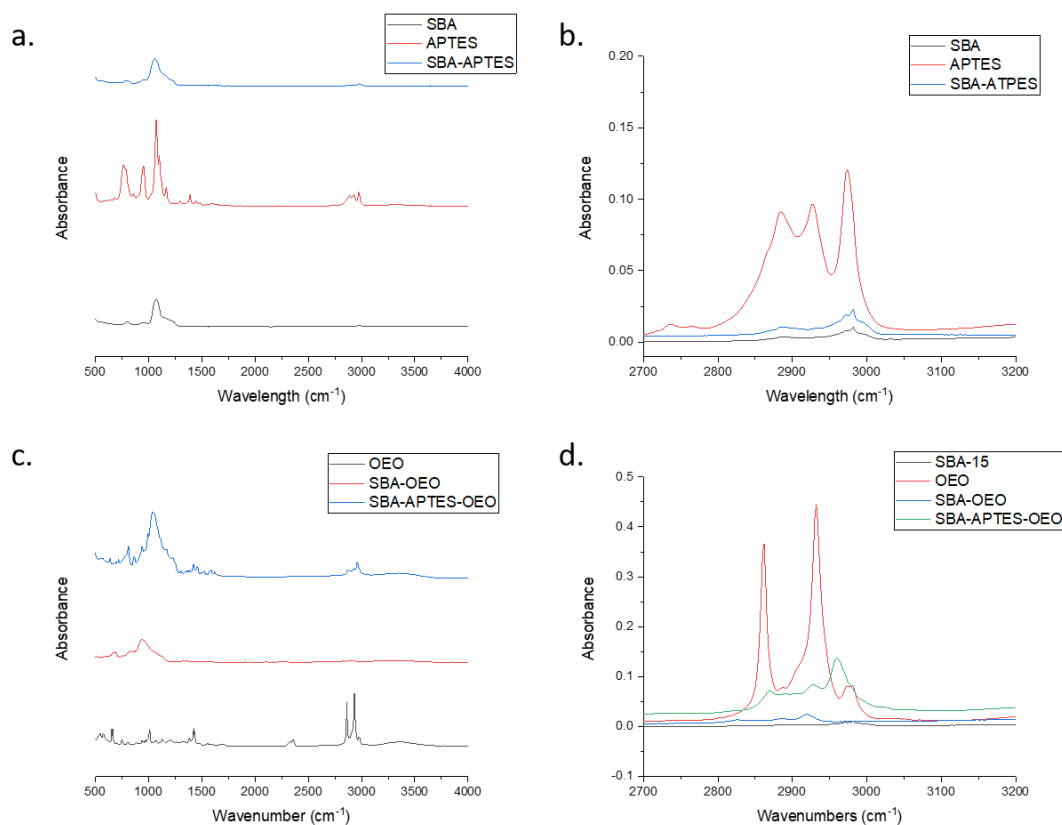 a.
SBA
APTES
SBA-APTES
Absorbance
500 1000 1500 2000 2500 3000 3500 4000
Wavelength (cm⁻¹)
b.
SBA
APTES
SBA-ATPES
0.20
0.15
0.10
0.05
0.00
Absorbance
2700 2800 2900 3000 3100 3200
Wavelength (cm⁻¹)
c.
OEO
SBA-OEO
SBA-APTES-OEO
Absorbance
500 1000 1500 2000 2500 3000 3500 4000
Wavenumber (cm⁻¹)
d.
SBA-15
OEO
SBA-OEO
SBA-APTES-OEO
0.5
0.4
0.3
0.2
0.1
0.0
-0.1
Absorbance
2700 2800 2900 3000 3100 3200
Wavenumbers (cm⁻¹)